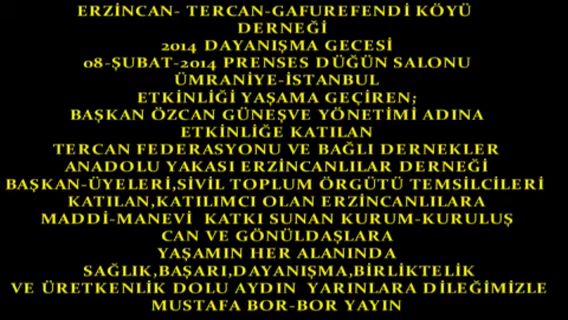 ERZİNCAN- TERCAN-GAFUREFENDİ KÖYÜ
DERNEĞİ
2014 DAYANIŞMA GECESİ
08-ŞUBAT-2014 PRENSES DÜĞÜN SALONU
ÜMRANİYE-İSTANBUL
ETKİNLİĞİ YAŞAMA GEÇİREN;
BAŞKAN ÖZCAN GÜNEŞVE YÖNETİMİ ADINA
ETKİNLİĞE KATILAN
TERCAN FEDERASYONU VE BAĞLI DERNEKLER
ANADOLU YAKASI ERZİNCANLILAR DERNEĞİ
BAŞKAN-ÜYELERİ,SİVİL TOPLUM ÖRGÜTÜ TEMSİLCİLERİ
KATILAN,KATILIMCI OLAN ERZİNCANLILARA
MADDİ-MANEVİ KATKI SUNAN KURUM-KURULUŞ
CAN VE GÖNÜLDAŞLARA
YAŞAMIN HER ALANINDA
SAĞLIK,BAŞARI,DAYANIŞMA,BİRLİKTELİK
VE ÜRETKENLİK DOLU AYDIN YARINLARA DİLEĞİMİZLE
MUSTAFA BOR-BOR YAYIN